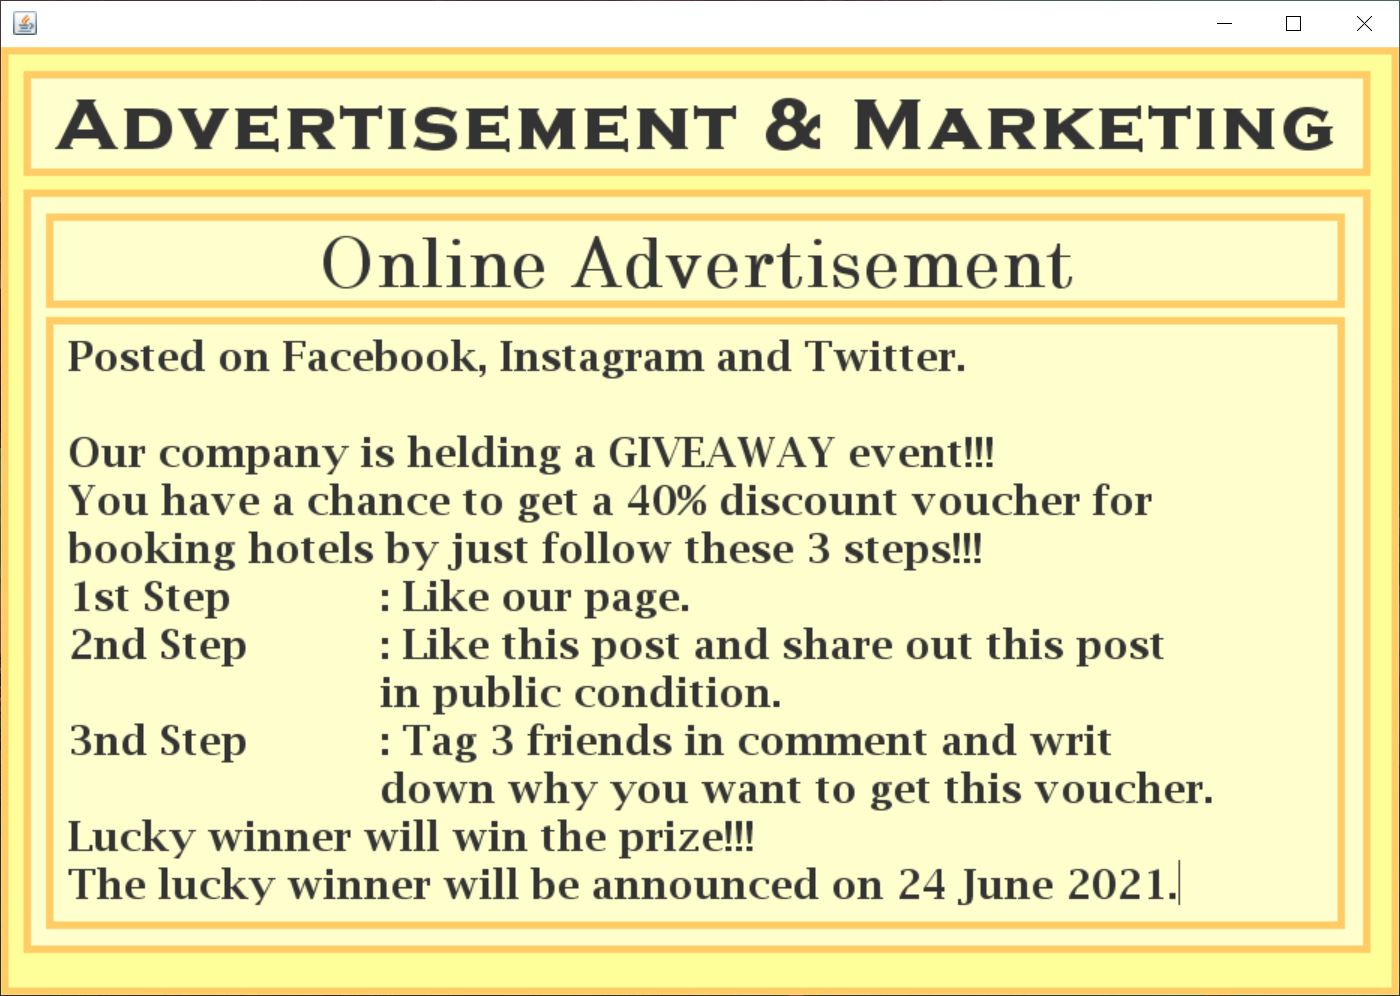 Advertisement & Marketing
Online Advertisement
Posted on Facebook, Instagram and Twitter.
Our company is helding a GIVEAWAY event!!!
You have a chance to get a 40% discount voucher for
booking hotels by just follow these 3 steps!!!
1st Step : Like our page.
2nd Step : Like this post and share out this post
in public condition.
3nd Step : Tag 3 friends in comment and writ
down why you want to get this voucher.
Lucky winner will win the prize!!!
The lucky winner will be announced on 24 June 2021.